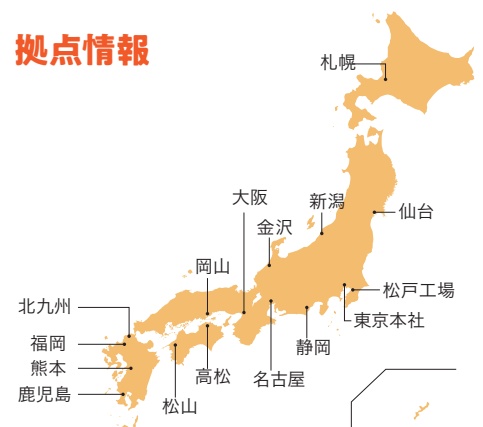 拠点情報
札幌
大阪
新潟
仙台
金沢
岡山
松戸工場
北九州
東京本社
福岡
静岡
熊本
高松
名古屋
鹿児島
松山